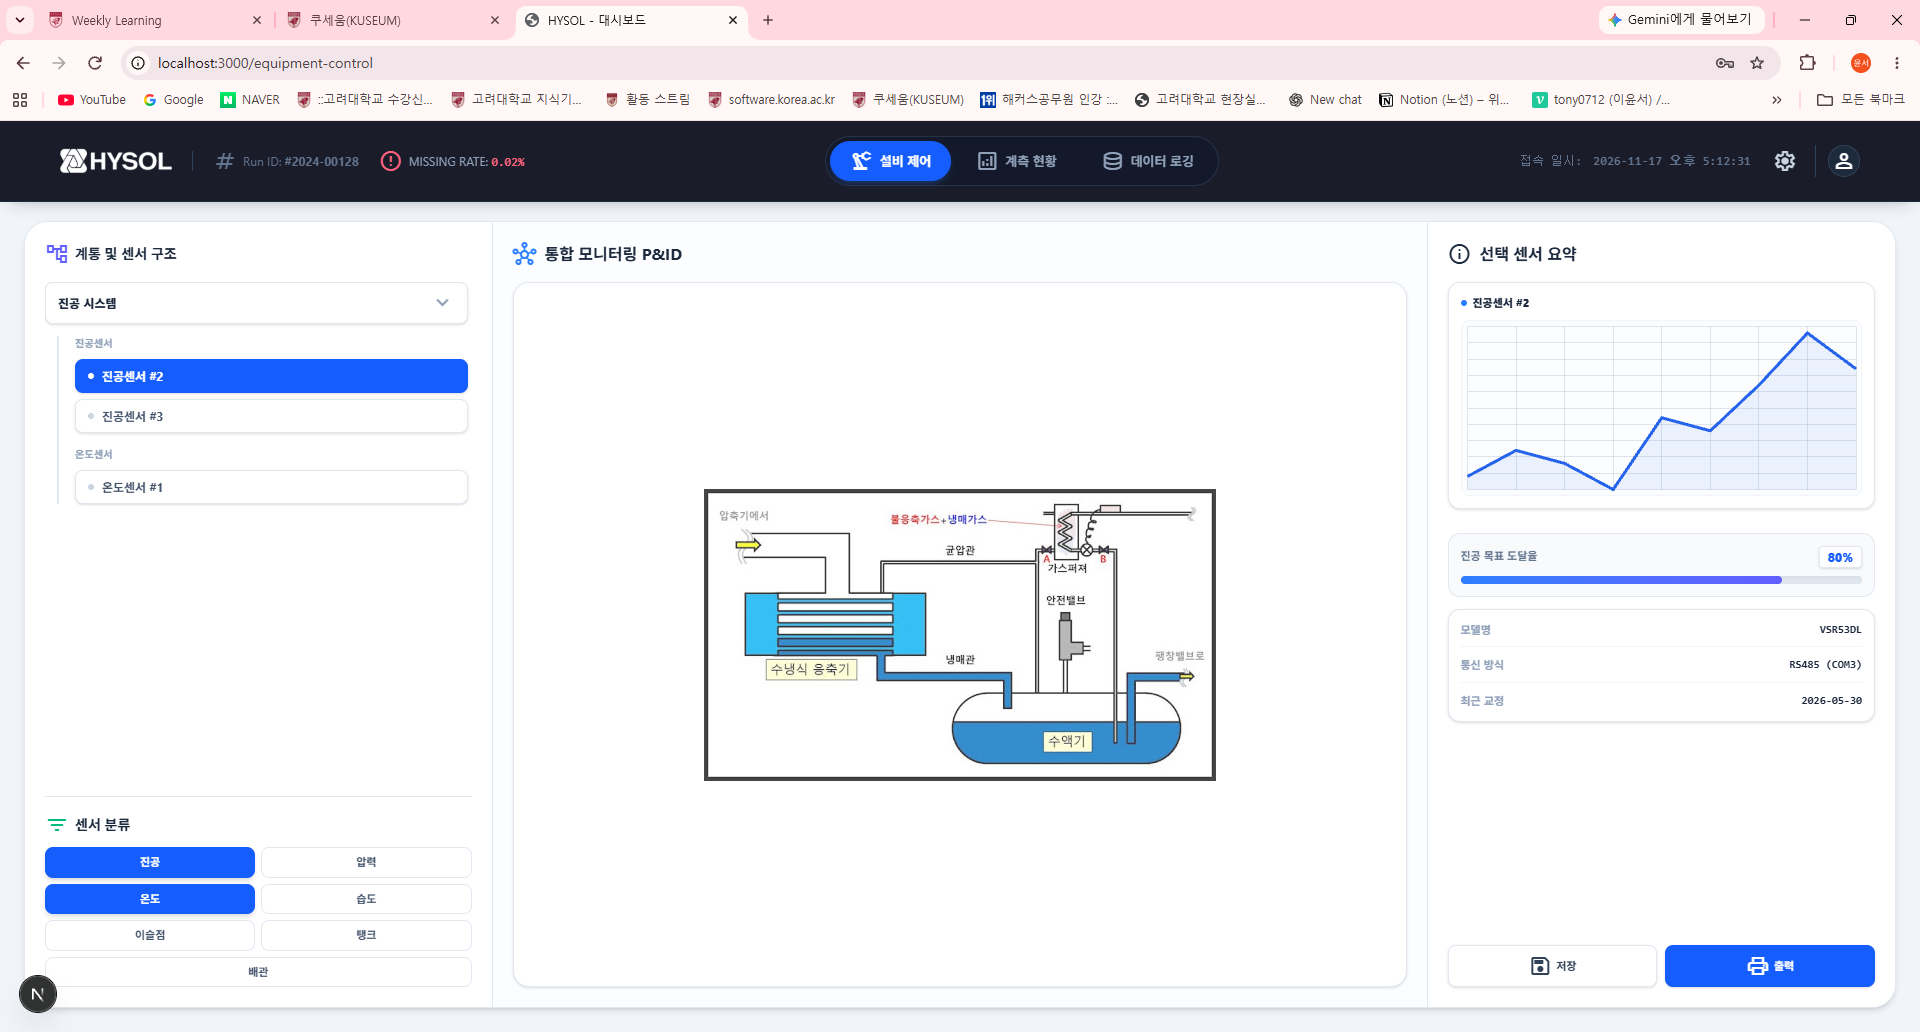 Weekly Learning
쿠세움(KUSEUM)
HYSOL - 대시보드
Gemini에게 물어보기
localhost:3000/equipment-control
윤서
YouTube
Google
NAVER
::고려대학교 수강신...
고려대학교 지식기...
활동 스트림
software.korea.ac.kr
쿠세움(KUSEUM)
1위
해커스공무원 인강 :...
고려대학교 현장실...
New chat
Notion (노션) – 위...
tony0712 (이윤서) /...
모든 북마크
HYSOL
Run ID: #2024-00128
MISSING RATE: 0.02%
설비 제어
계측 현황
데이터 로깅
접속 일시: 2026-11-17 오후 5:12:31
계통 및 센서 구조
진공 시스템
진공센서
진공센서 #2
진공센서 #3
온도센서
온도센서 #1
센서 분류
진공
압력
온도
습도
이슬점
탱크
배관
N
통합 모니터링 P&ID
압축기에서
불응축가스+냉매가스
균압관
A
B
가스퍼져
안전밸브
냉매관
팽창밸브로
수냉식 응축기
수액기
선택 센서 요약
진공센서 #2
진공 목표 도달율
80%
모델명
VSR53DL
통신 방식
RS485 (COM3)
최근 교정
2026-05-30
저장
출력